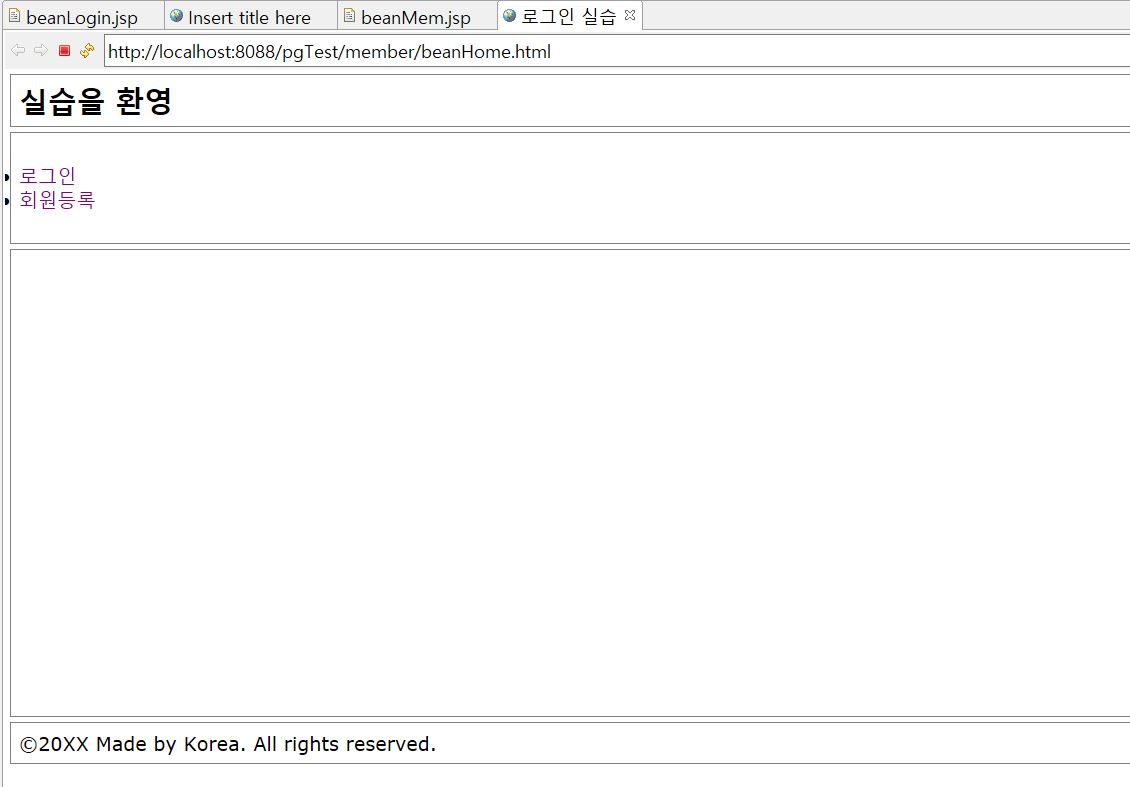 beanLogin.jsp Insert title here beanMem.jsp 로그인 실습
http://localhost:8088/pgTest/member/beanHome.html
실습을 환영
로그인
회원등록
©20XX Made by Korea. All rights reserved.